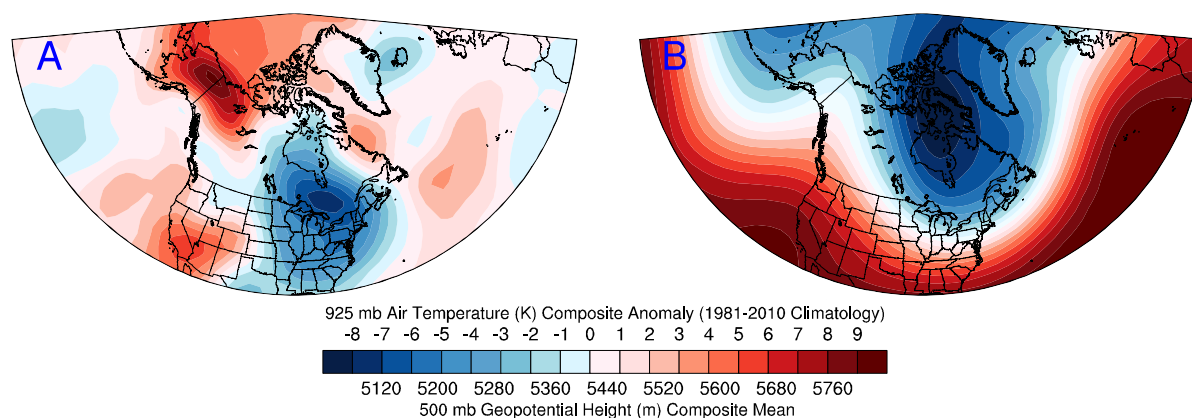 A
B
925 mb Air Temperature (K) Composite Anomaly (1981-2010 Climatology)
-8 -7 -6 -5 -4 -3 -2 -1 0 1 2 3 4 5 6 7 8 9
5120 5200 5280 5360 5440 5520 5600 5680 5760
500 mb Geopotential Height (m) Composite Mean